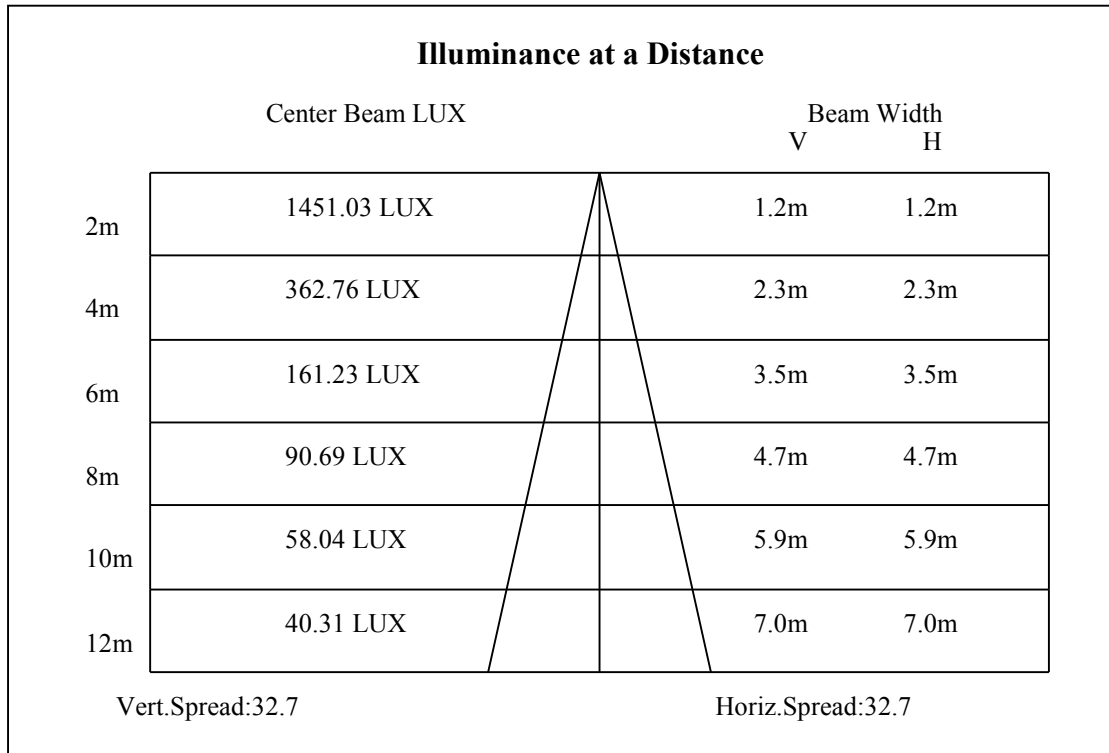 Illuminance at a Distance
Center Beam LUX Beam Width
V H
2m 1451.03 LUX 1.2m 1.2m
4m 362.76 LUX 2.3m 2.3m
6m 161.23 LUX 3.5m 3.5m
8m 90.69 LUX 4.7m 4.7m
10m 58.04 LUX 5.9m 5.9m
12m 40.31 LUX 7.0m 7.0m
Vert.Spread:32.7 Horiz.Spread:32.7